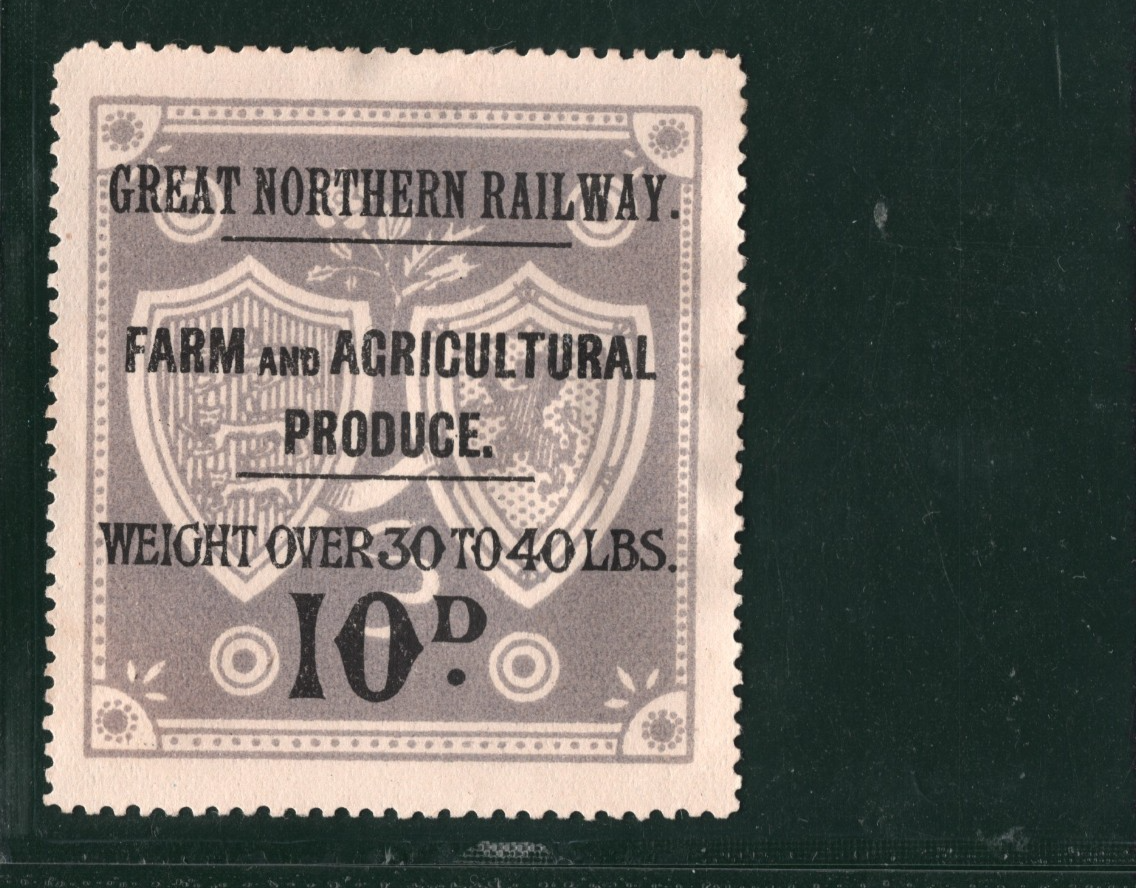 GREAT NORTHERN RAILWAY.
FARM AND AGRICULTURAL
PRODUCE.
WEIGHT OVER 30 TO 40 LBS.
10D.